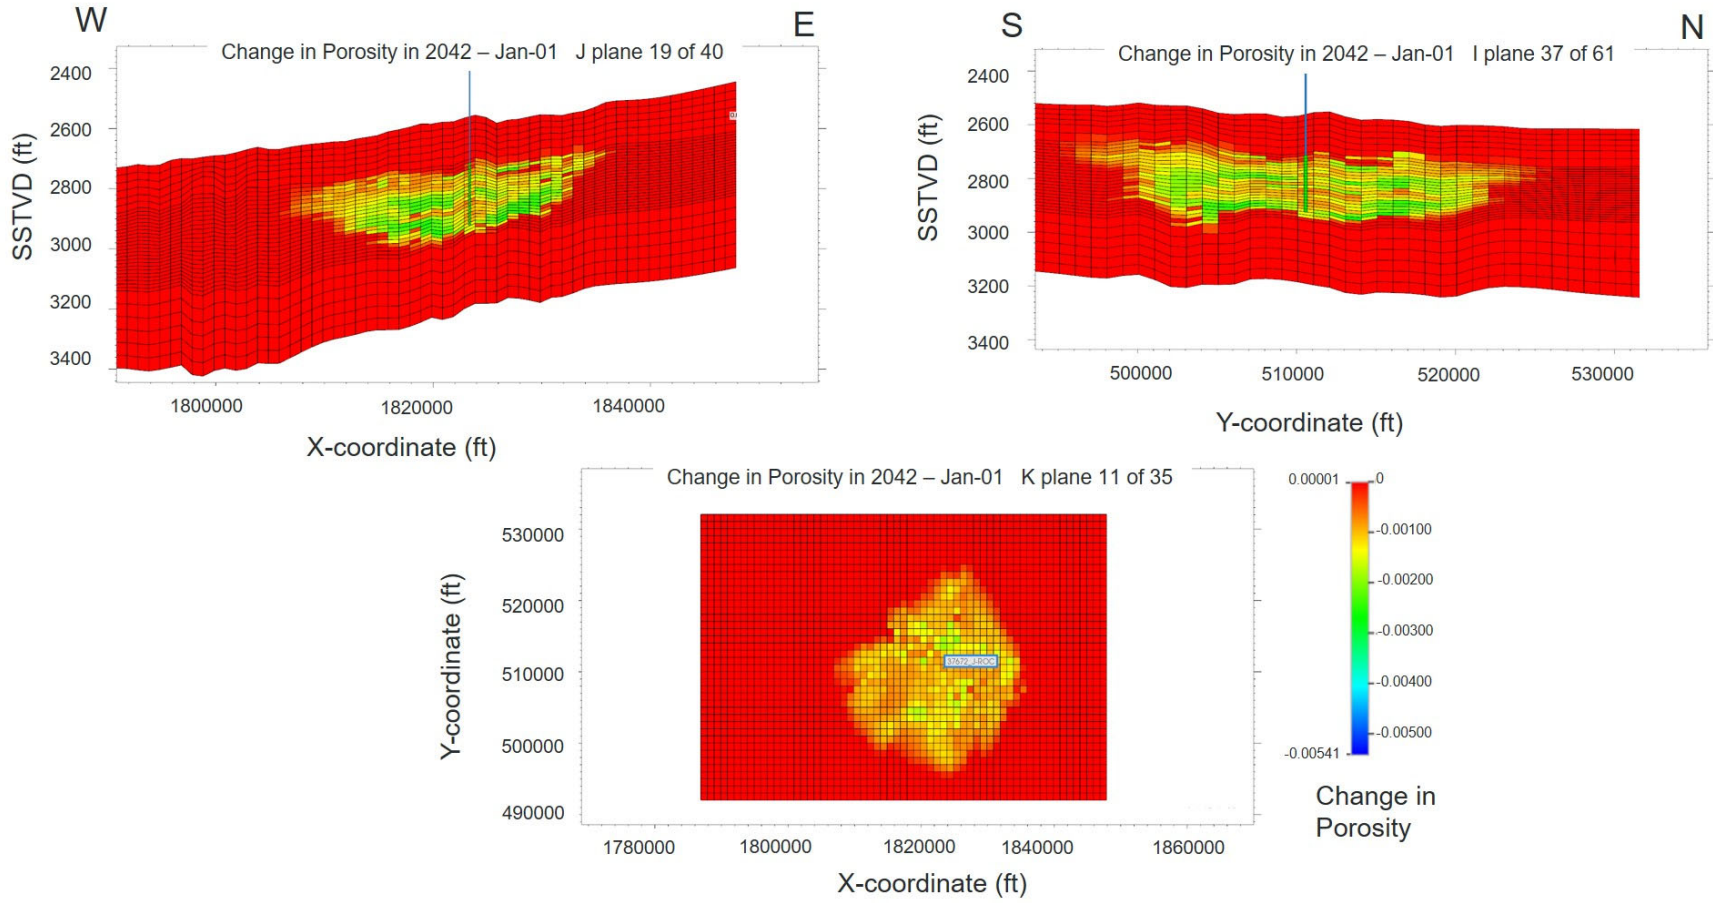 W
E
Change in Porosity in 2042 – Jan-01 J plane 19 of 40
SSTVD (ft)
2400
2600
2800
3000
3200
3400
1800000
1820000
1840000
X-coordinate (ft)
S
N
Change in Porosity in 2042 – Jan-01 I plane 37 of 61
SSTVD (ft)
2400
2600
2800
3000
3200
3400
500000
510000
520000
530000
Y-coordinate (ft)
Change in Porosity in 2042 – Jan-01 K plane 11 of 35
Y-coordinate (ft)
530000
520000
510000
500000
490000
37672_J-ROC
1780000
1800000
1820000
1840000
1860000
X-coordinate (ft)
0.00001
0
-0.00100
-0.00200
-0.00300
-0.00400
-0.00500
-0.00541
Change in
Porosity